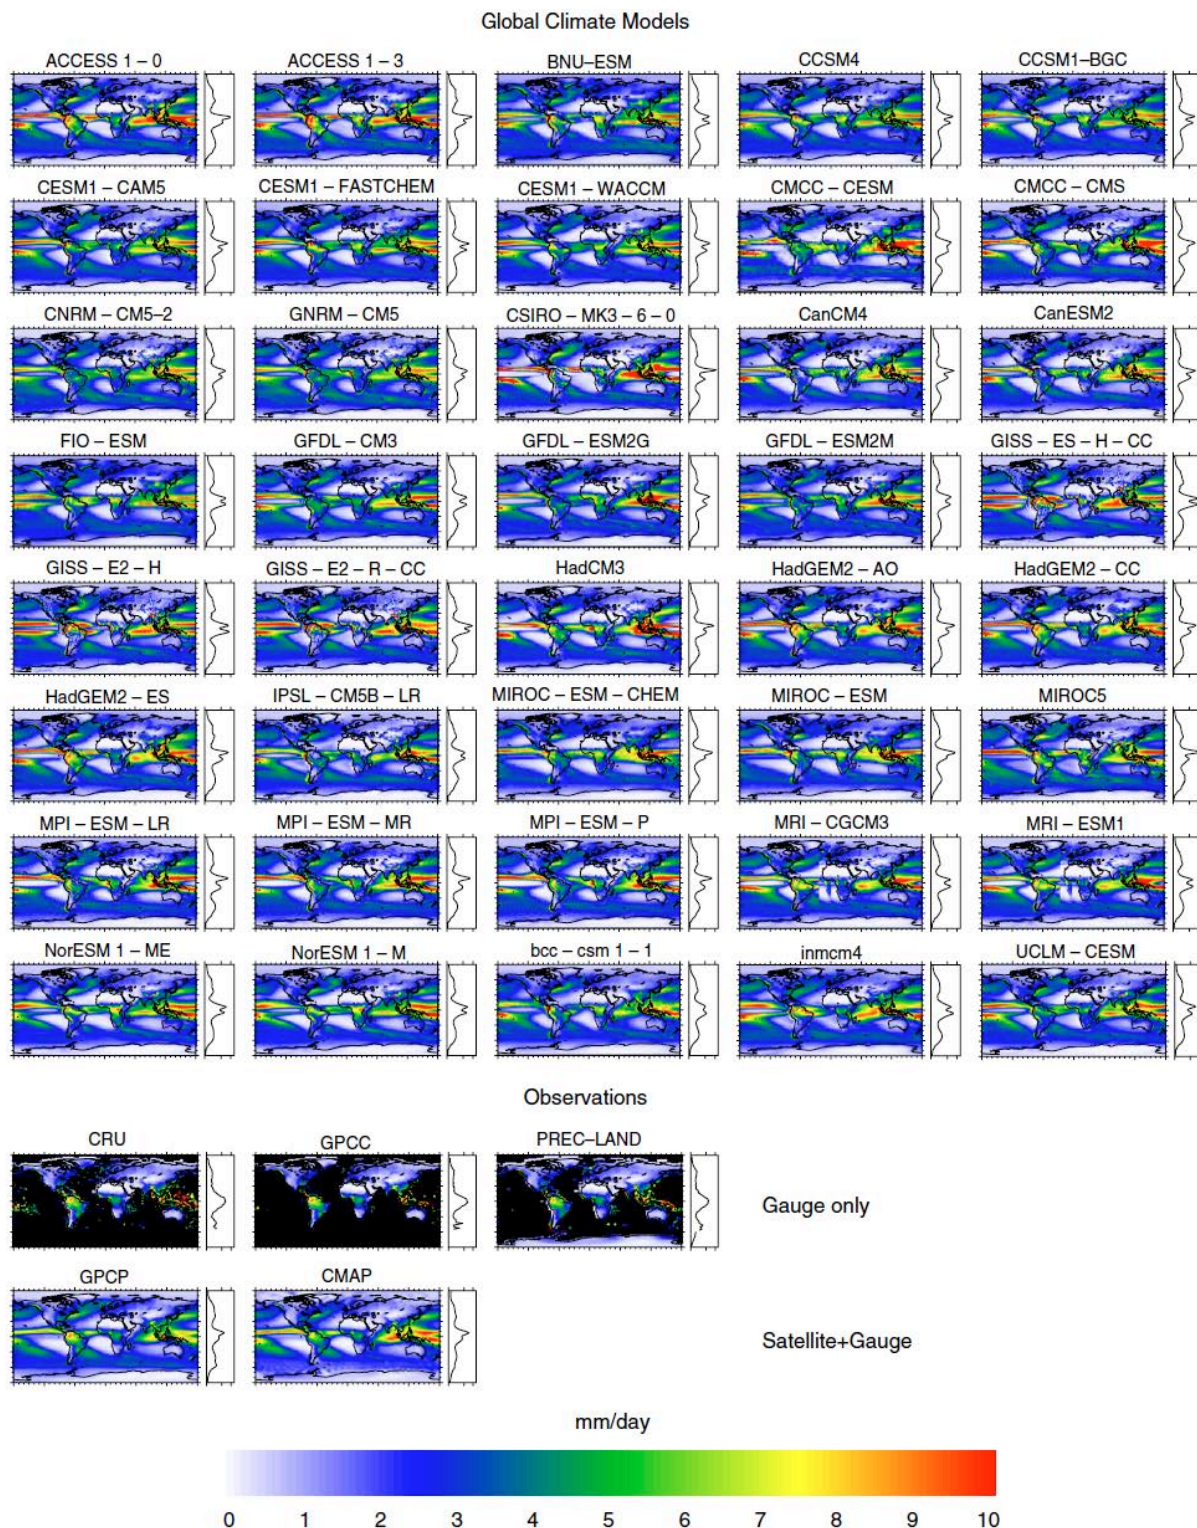 Global Climate Models
ACCESS 1 – 0 ACCESS 1 – 3 BNU–ESM CCSM4 CCSM1–BGC
CESM1 – CAM5 CESM1 – FASTCHEM CESM1 – WACCM CMCC – CESM CMCC – CMS
CNRM – CM5–2 GNRM – CM5 CSIRO – MK3 – 6 – 0 CanCM4 CanESM2
FIO – ESM GFDL – CM3 GFDL – ESM2G GFDL – ESM2M GISS – ES – H – CC
GISS – E2 – H GISS – E2 – R – CC HadCM3 HadGEM2 – AO HadGEM2 – CC
HadGEM2 – ES IPSL – CM5B – LR MIROC – ESM – CHEM MIROC – ESM MIROC5
MPI – ESM – LR MPI – ESM – MR MPI – ESM – P MRI – CGCM3 MRI – ESM1
NorESM 1 – ME NorESM 1 – M bcc – csm 1 – 1 inmcm4 UCLM – CESM
Observations
CRU GPCC PREC–LAND
Gauge only
GPCP CMAP
Satellite+Gauge
mm/day
0 1 2 3 4 5 6 7 8 9 10